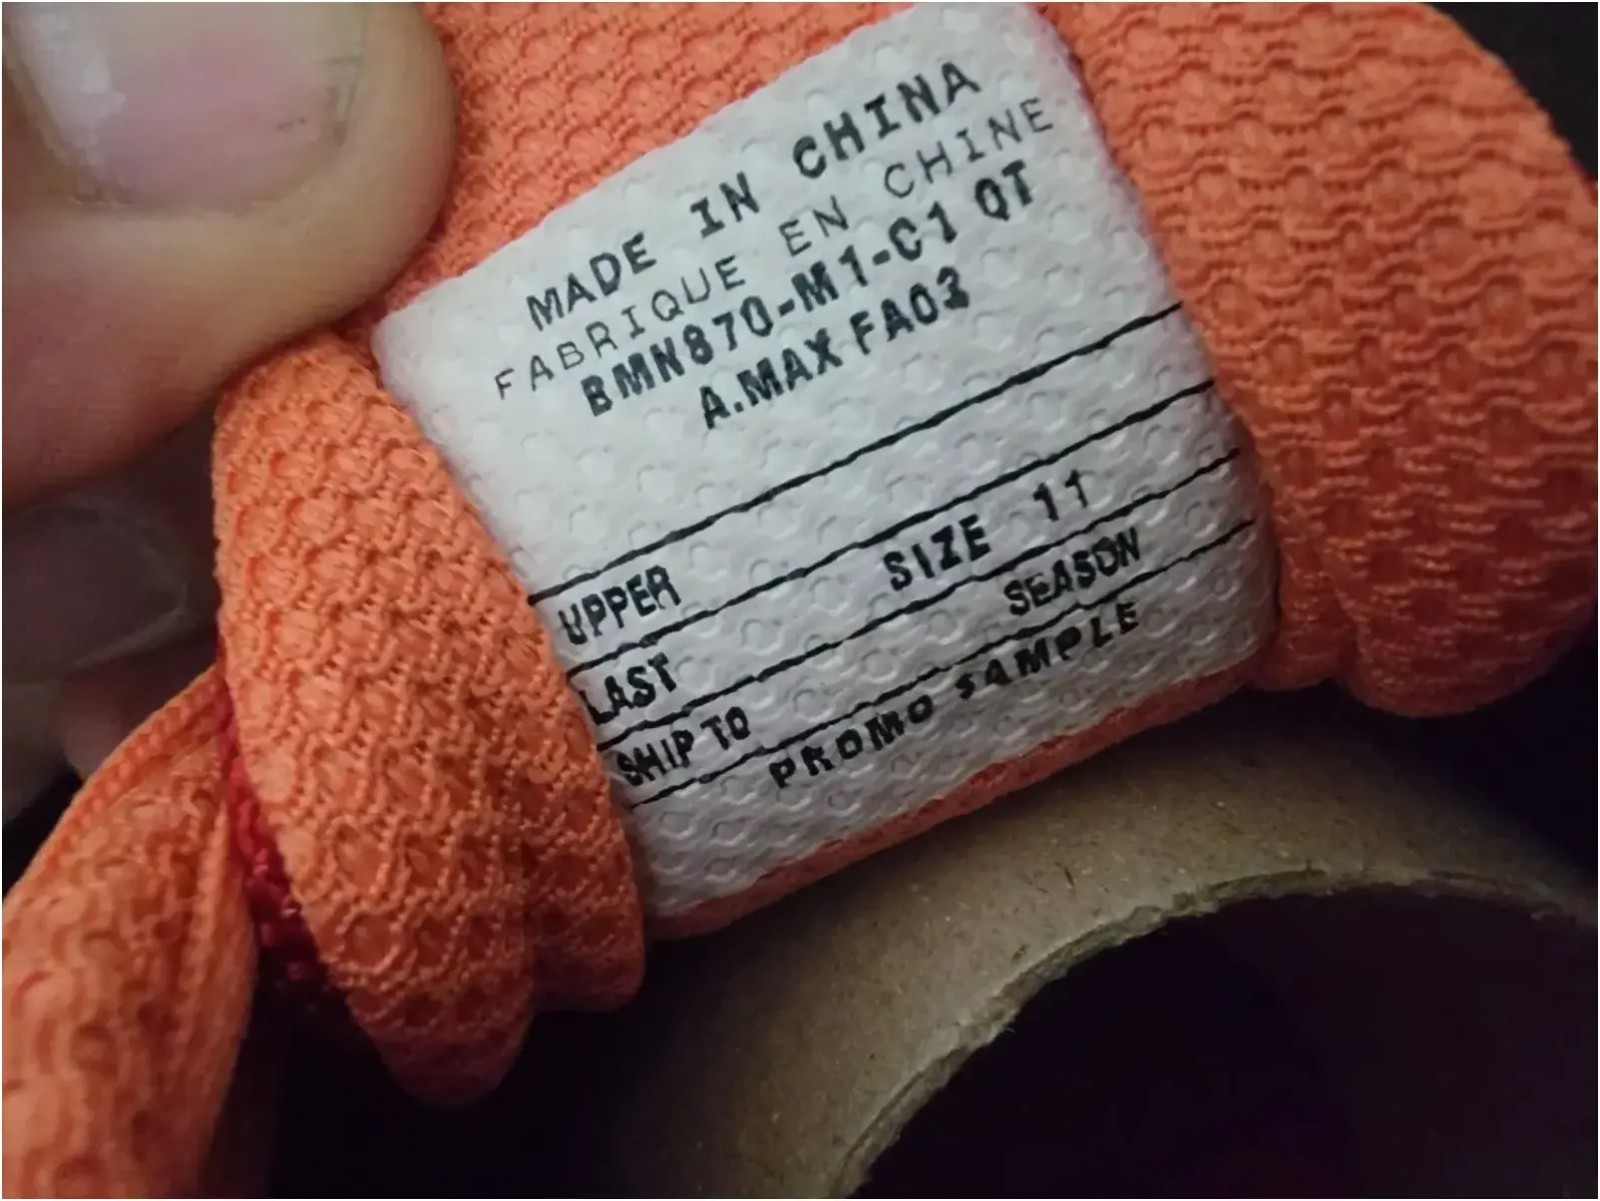 MADE IN CHINA
FABRIQUE EN CHINE
BMN870-M1-C1 QT
A.MAX FA03
UPPER SIZE 11
LAST SEASON
SHIP TO
PROMO SAMPLE